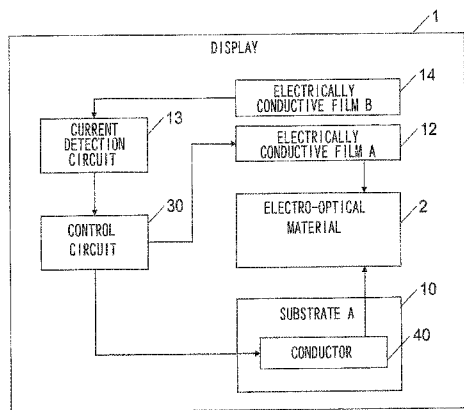 1
DISPLAY
ELECTRICALLY
CONDUCTIVE FILM B
14
CURRENT
DETECTION
CIRCUIT
13
ELECTRICALLY
CONDUCTIVE FILM A
12
CONTROL
CIRCUIT
30
ELECTRO-OPTICAL
MATERIAL
2
SUBSTRATE A
10
CONDUCTOR
40